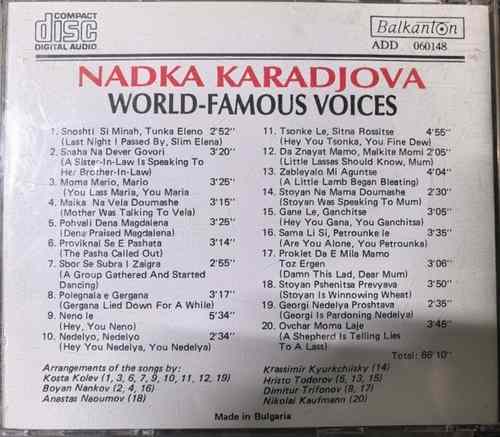 COMPACT
disc
DIGITAL AUDIO
Balkanton
ADD 060148
NADKA KARADJOVA
WORLD-FAMOUS VOICES
1. Snoshti Si Minah, Tunka Eleno 2'52"
(Last Night I Passed By, Slim Elena)
2. Snaha Na Dever Govori 3'20"
(A Sister-In-Law Is Speaking To
Her Brother-In-Law)
3. Moma Mario, Mario 3'25"
(You Lass Maria, You Maria
4. Maika Na Vela Doumashe 3'15"
(Mother Was Talking To Vela)
5. Pohvali Dena Magdalena 3'25"
(Dena Praised Magdalena)
6. Proviknal Se E Pashata 3'14"
(The Pasha Called Out)
7. Sbor Se Subra I Zaigra 2'55"
(A Group Gathered And Started
Dancing)
8. Polegnala e Gergana 3'17"
(Gergana Lied Down For A While)
9. Neno le 5'34"
(Hey, You Neno)
10. Nedelyo, Nedelyo 2'34"
(Hey You Nedelya, You Nedelya)
11. Tsonke Le, Sitna Rossitse 4'55"
(Hey You Tsonka, You Fine Dew)
12. Da Znayat Momo, Malkite Momi 2'05"
(Little Lasses Should Know, Mum)
13. Zableyalo Mi Aguntse 4'04"
(A Little Lamb Began Bleating)
14. Stoyan Na Mama Doumashe 2'30"
(Stoyan Was Speaking To Mum)
15. Gane Le, Ganchitse 3'05"
(Hey You Gana, You Ganchitsa)
16. Sama Li Si, Petrounke le 3'35"
(Are You Alone, You Petrounka)
17. Proklet Da E Mila Mamo
Toz Ergen 3'06"
(Damn This Lad, Dear Mum)
18. Stoyan Pshenitsa Prevyava 3'50"
(Stoyan Is Winnowing Wheat)
19. Georgi Nedelya Proshtava 2'35"
(Georgi Is Pardoning Nedelya)
20. Ovchar Moma Laje 3'45"
(A Shepherd Is Telling Lies
To A Last)
Total: 66'10"
Arrangements of the songs by:
Kosta Kolev (1, 3, 6, 7, 9, 10, 11, 12, 19)
Boyan Nankov (2, 4, 16)
Anastas Naoumov (18)
Krassimir Kyurkchiisky (14)
Hristo Todorov (5, 13, 15)
Dimitur Trifonov (8, 17)
Nikolai Kaufmann (20)
Made in Bulgaria